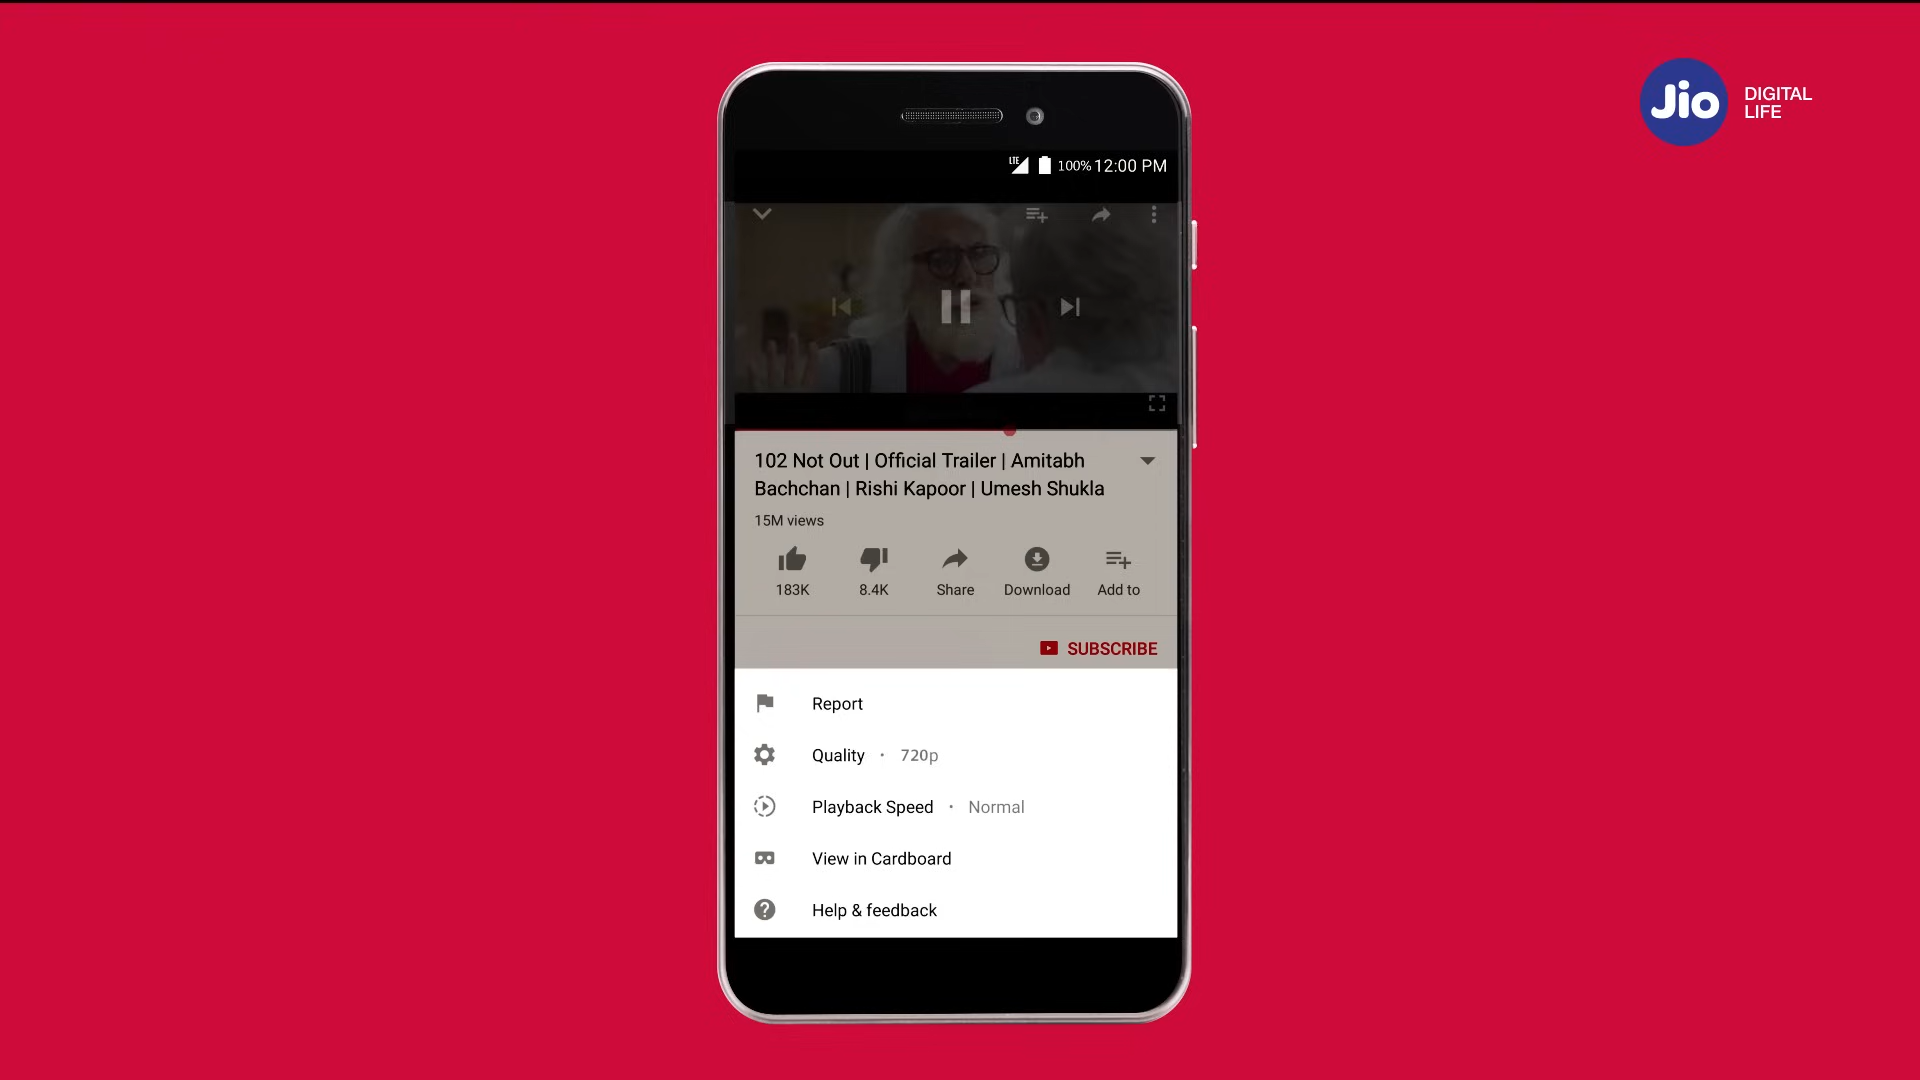 Jio
DIGITAL
LIFE
LTE 100% 12:00 PM
102 Not Out | Official Trailer | Amitabh
Bachchan | Rishi Kapoor | Umesh Shukla
15M views
183K 8.4K Share Download Add to
SUBSCRIBE
Report
Quality · 720p
Playback Speed · Normal
View in Cardboard
Help & feedback